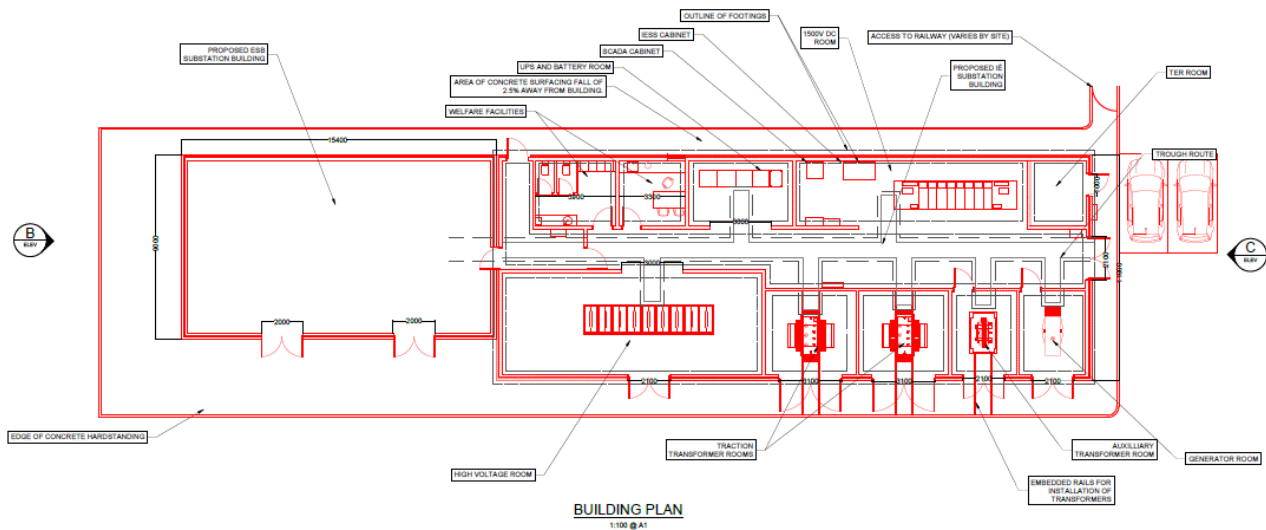 OUTLINE OF FOOTINGS
IESS CABINET
SCADA CABINET
1500V DC
ROOM
ACCESS TO RAILWAY (VARIES BY SITE)
PROPOSED ESB
SUBSTATION BUILDING
UPS AND BATTERY ROOM
AREA OF CONCRETE SURFACING FALL OF
2.5% AWAY FROM BUILDING.
WELFARE FACILITIES
PROPOSED IÉ
SUBSTATION
BUILDING
TER ROOM
TROUGH ROUTE
15400
9000
3300
3000
3000
2100
2000
2000
2100
3100
3100
2100
2100
B
ELEV
C
ELEV
EDGE OF CONCRETE HARDSTANDING
HIGH VOLTAGE ROOM
TRACTION
TRANSFORMER ROOMS
AUXILLIARY
TRANSFORMER ROOM
GENERATOR ROOM
EMBEDDED RAILS FOR
INSTALLATION OF
TRANSFORMERS
BUILDING PLAN
1:100 @ A1